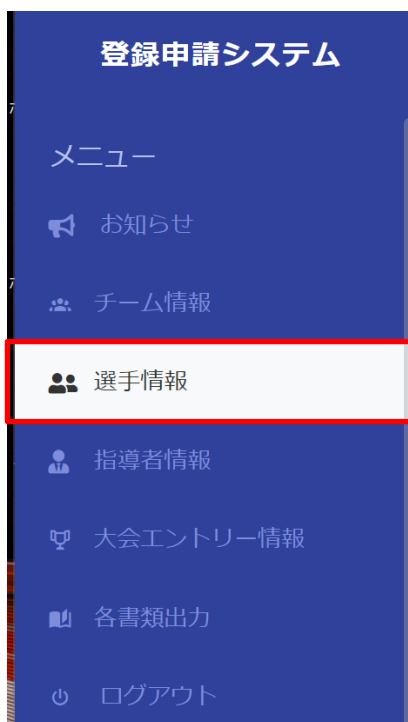 登録申請システム
メニュー
お知らせ
チーム情報
選手情報
指導者情報
大会エントリー情報
各書類出力
ログアウト